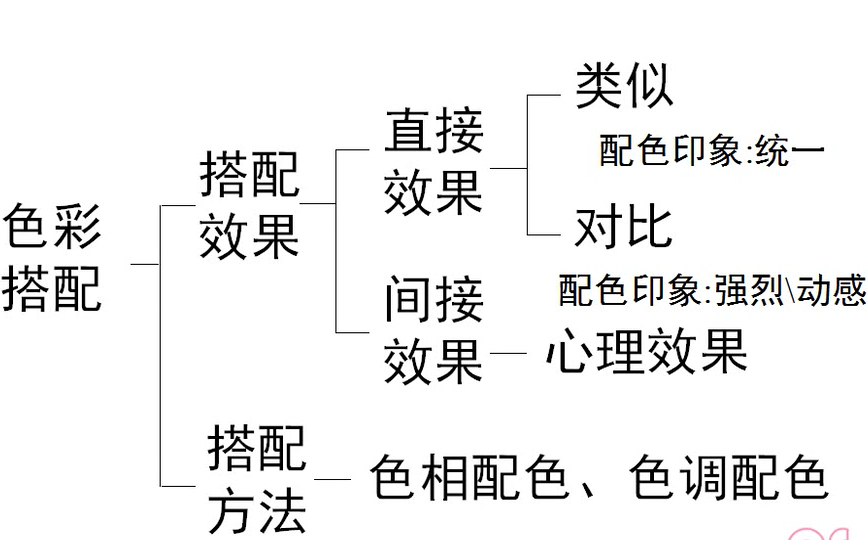 色彩
搭配
搭配
效果
直接
效果
类似
配色印象:统一
对比
配色印象:强烈\动感
间接
效果
心理效果
搭配
方法
色相配色、色调配色